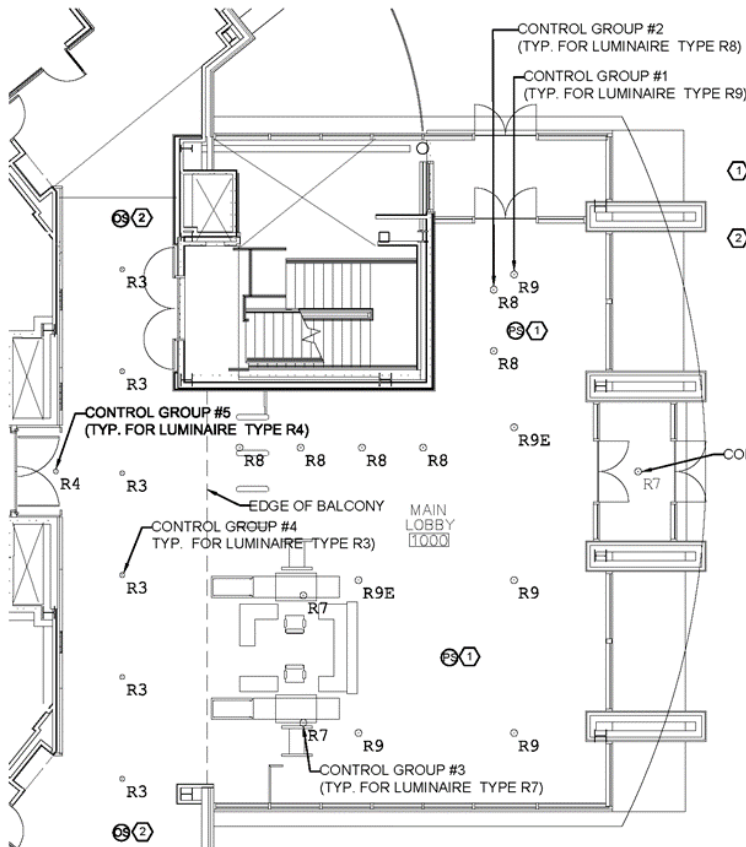 CONTROL GROUP #2
(TYP. FOR LUMINAIRE TYPE R8)
CONTROL GROUP #1
(TYP. FOR LUMINAIRE TYPE R9)
1
OS 2
2
R3
R9
R8
PS 1
R8
R3
CONTROL GROUP #5
(TYP. FOR LUMINAIRE TYPE R4)
R9E
R8 R8 R8 R8
CO
R4
R3
R7
EDGE OF BALCONY
MAIN
LOBBY
1000
CONTROL GROUP #4
TYP. FOR LUMINAIRE TYPE R3)
R3
R9E
R9
R7
PS 1
R3
R7
R9
R9
CONTROL GROUP #3
(TYP. FOR LUMINAIRE TYPE R7)
R3
OS 2